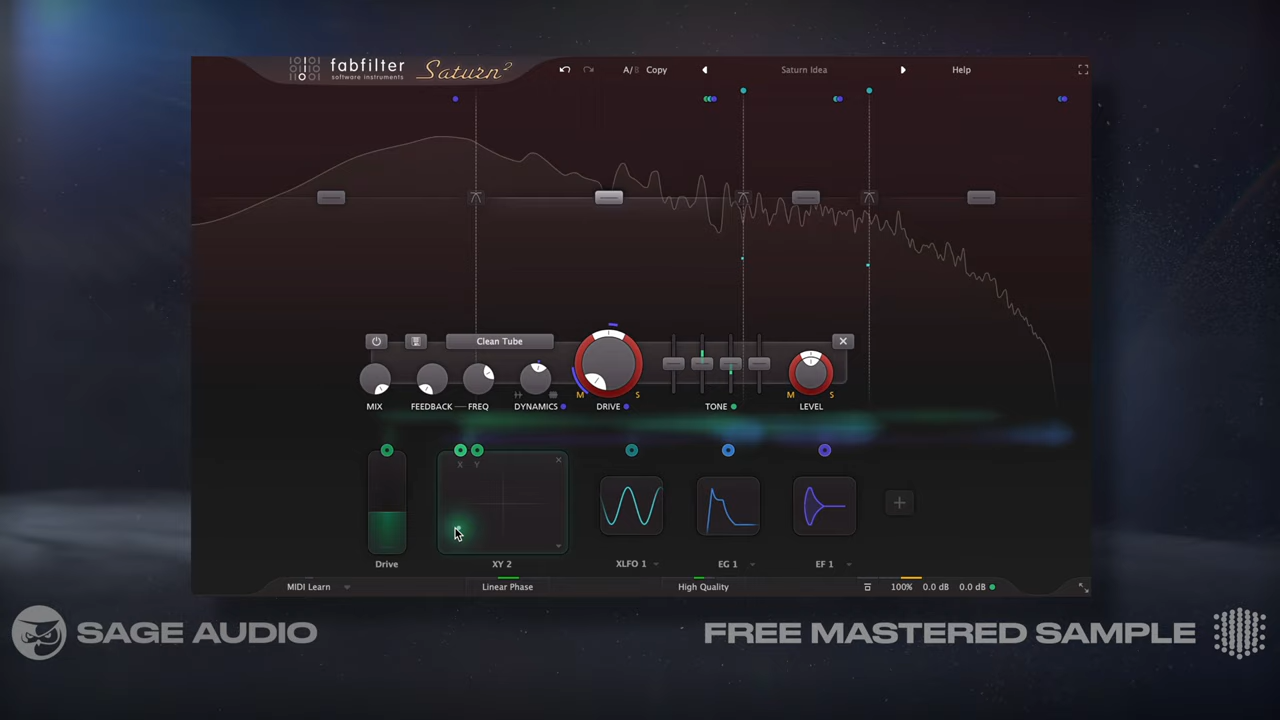 fabfilter
software instruments
Saturn 2
A/B Copy
Saturn Idea
Help
Clean Tube
M S
M S
MIX
FEEDBACK
FREQ
DYNAMICS
DRIVE
TONE
LEVEL
X Y
Drive
XY 2
XLFO 1
EG 1
EF 1
MIDI Learn
Linear Phase
High Quality
100% 0.0 dB 0.0 dB
SAGE AUDIO
FREE MASTERED SAMPLE